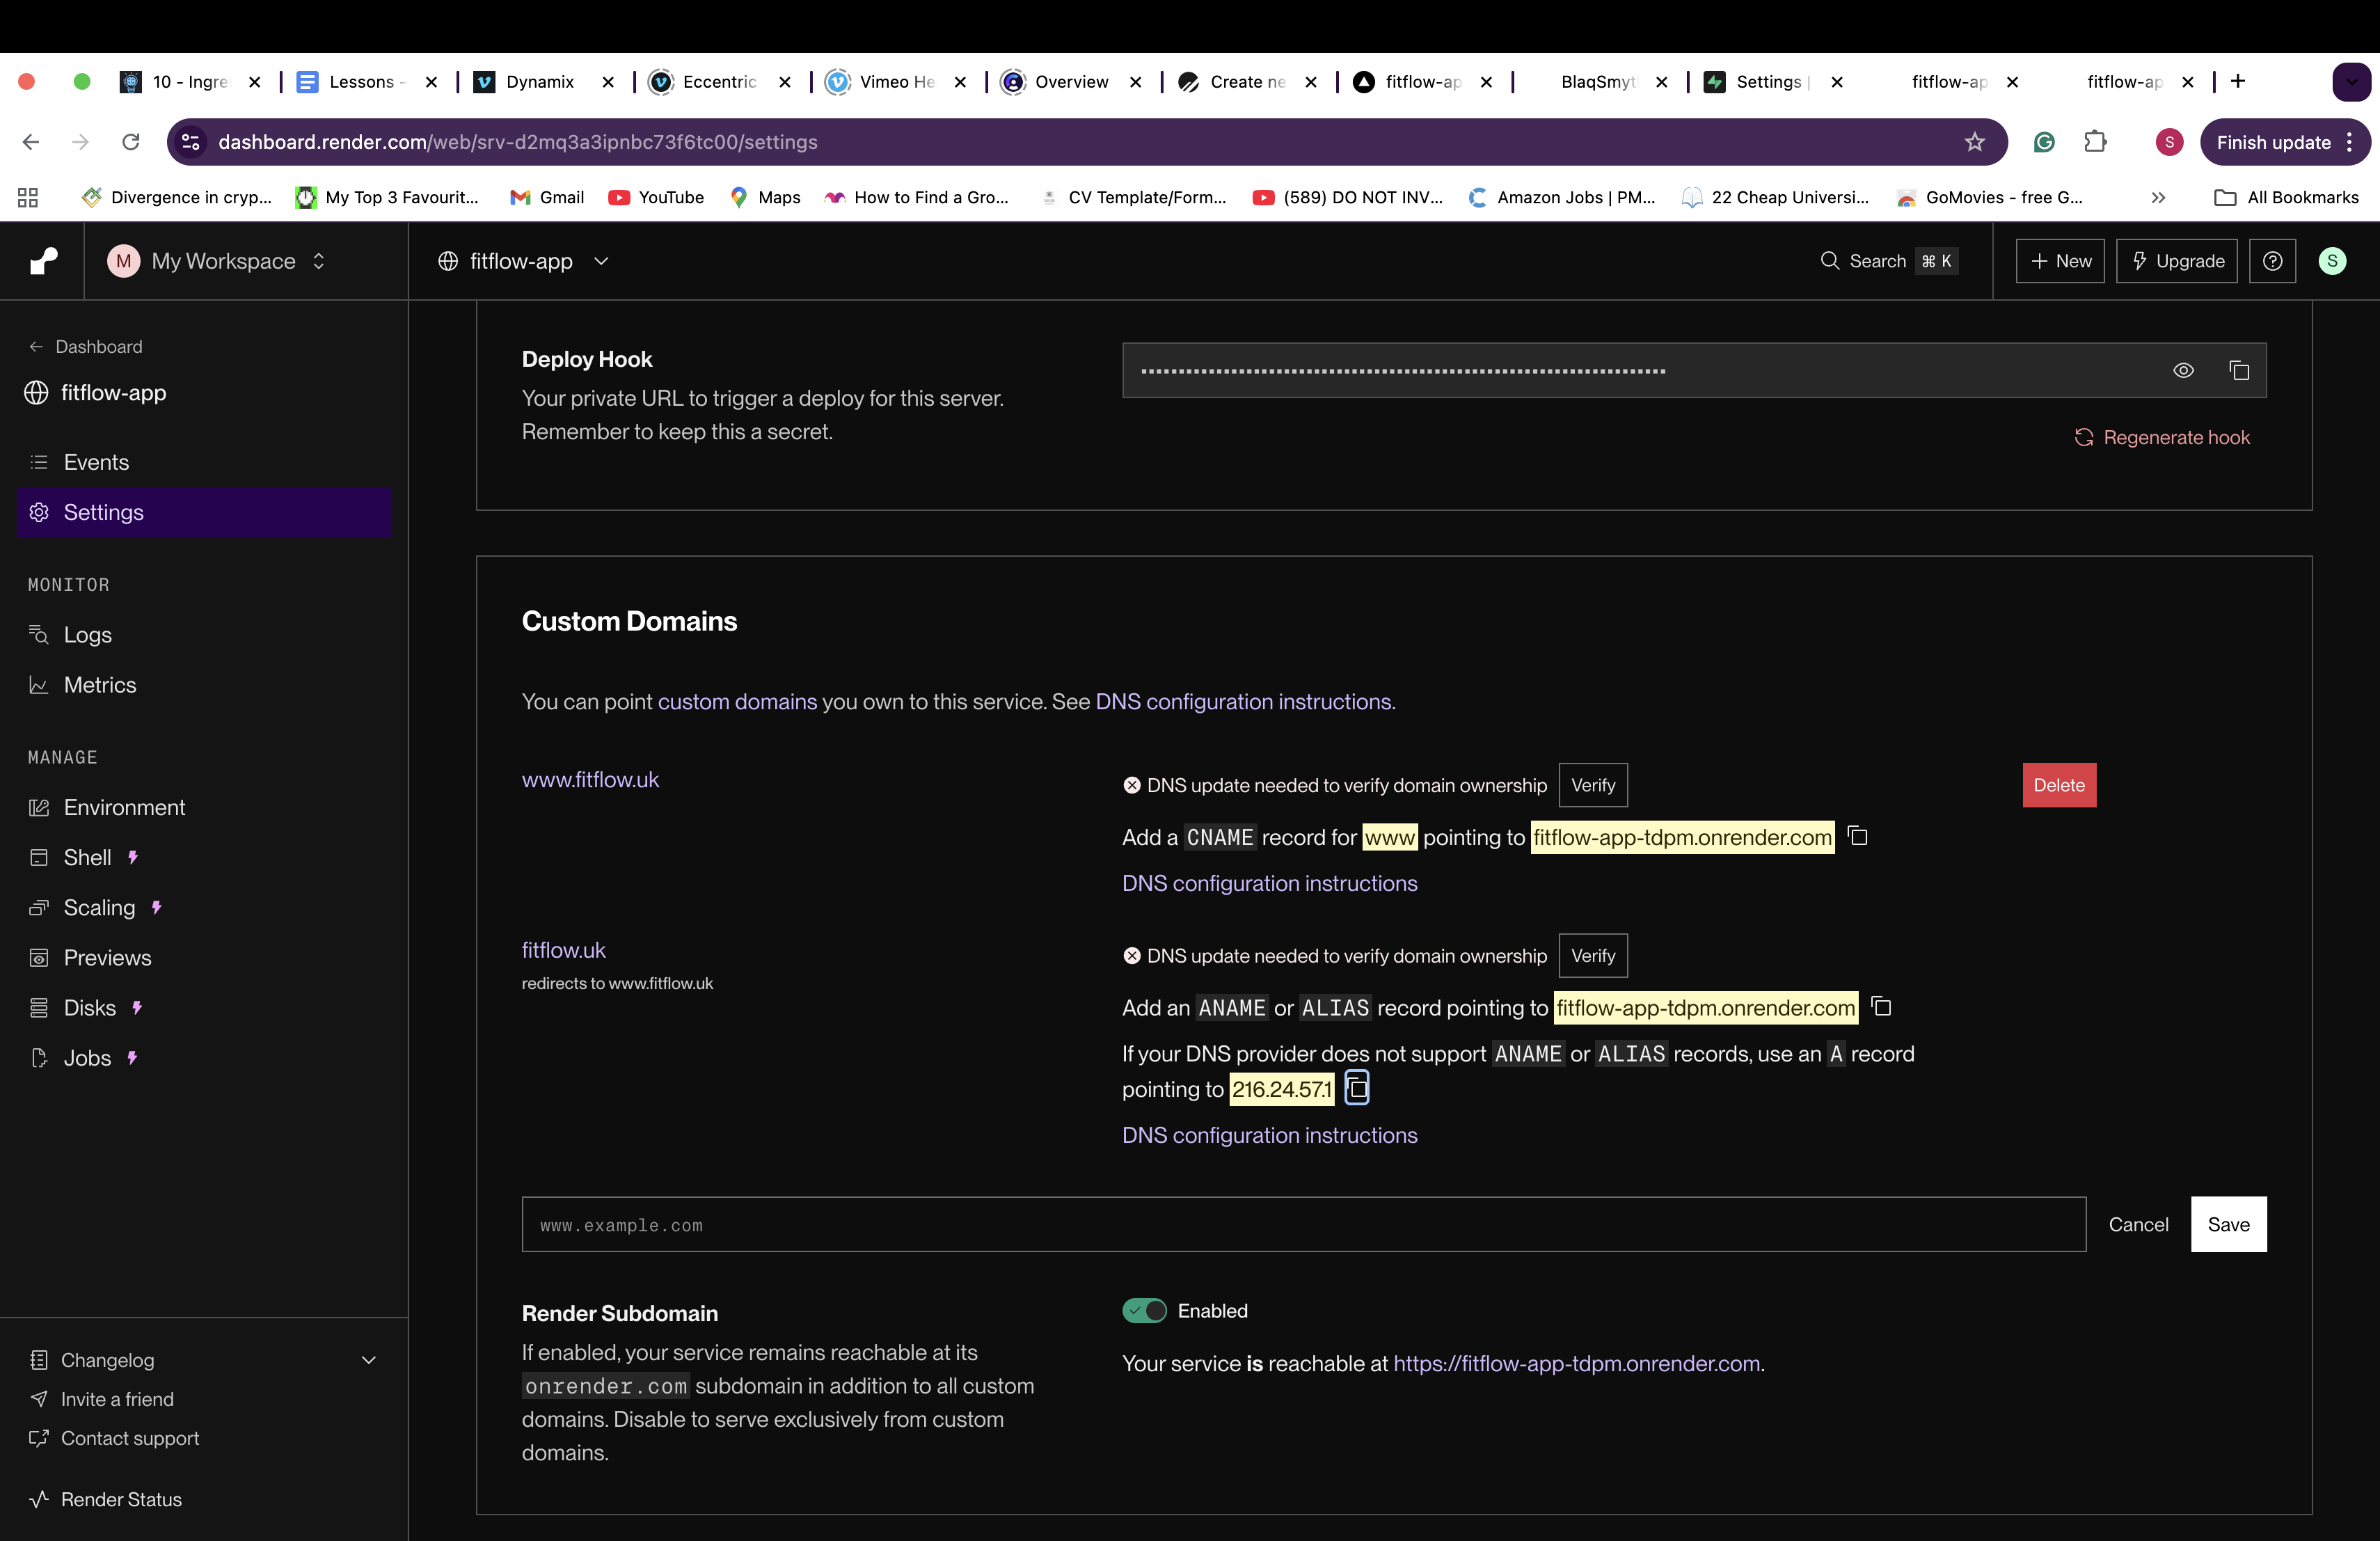 10 - Ingre
Lessons -
Dynamix
Eccentric
Vimeo He
Overview
Create ne
fitflow-ap
BlaqSmyt
Settings |
fitflow-ap
fitflow-ap
dashboard.render.com/web/srv-d2mq3a3ipnbc73f6tc00/settings
S
Finish update
Divergence in cryp...
My Top 3 Favourit...
Gmail
YouTube
Maps
How to Find a Gro...
CV Template/Form...
(589) DO NOT INV...
Amazon Jobs | PM...
22 Cheap Universi...
GoMovies - free G...
All Bookmarks
M My Workspace
fitflow-app
Search ⌘ K
+ New
Upgrade
S
Dashboard
fitflow-app
Events
Settings
MONITOR
Logs
Metrics
MANAGE
Environment
Shell
Scaling
Previews
Disks
Jobs
Changelog
Invite a friend
Contact support
Render Status
Deploy Hook
Your private URL to trigger a deploy for this server.
Remember to keep this a secret.
Regenerate hook
Custom Domains
You can point custom domains you own to this service. See DNS configuration instructions.
www.fitflow.uk
DNS update needed to verify domain ownership Verify
Delete
Add a CNAME record for www pointing to fitflow-app-tdpm.onrender.com
DNS configuration instructions
fitflow.uk
redirects to www.fitflow.uk
DNS update needed to verify domain ownership Verify
Add an ANAME or ALIAS record pointing to fitflow-app-tdpm.onrender.com
If your DNS provider does not support ANAME or ALIAS records, use an A record
pointing to 216.24.57.1
DNS configuration instructions
www.example.com
Cancel
Save
Render Subdomain
If enabled, your service remains reachable at its
onrender.com subdomain in addition to all custom
domains. Disable to serve exclusively from custom
domains.
Enabled
Your service is reachable at https://fitflow-app-tdpm.onrender.com.